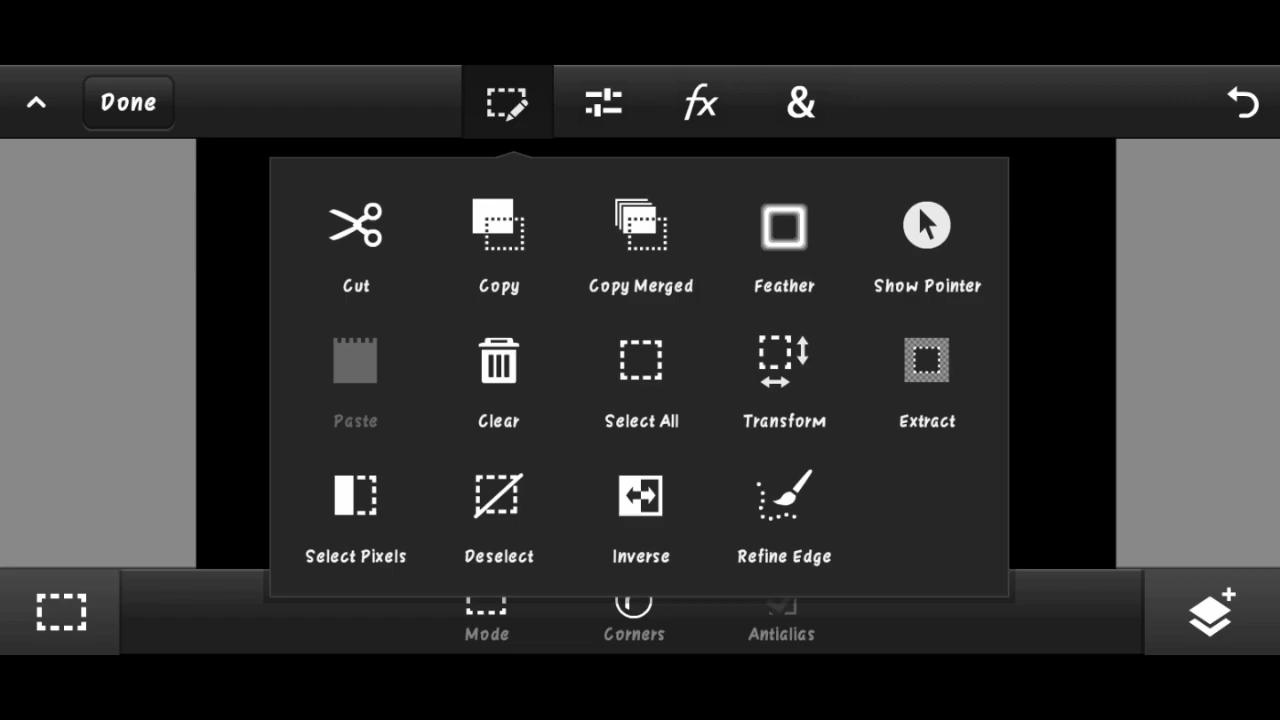 Done
fx
&
Cut
Copy
Copy Merged
Feather
Show Pointer
Paste
Clear
Select All
Transform
Extract
Select Pixels
Deselect
Inverse
Refine Edge
Mode
Corners
Antialias